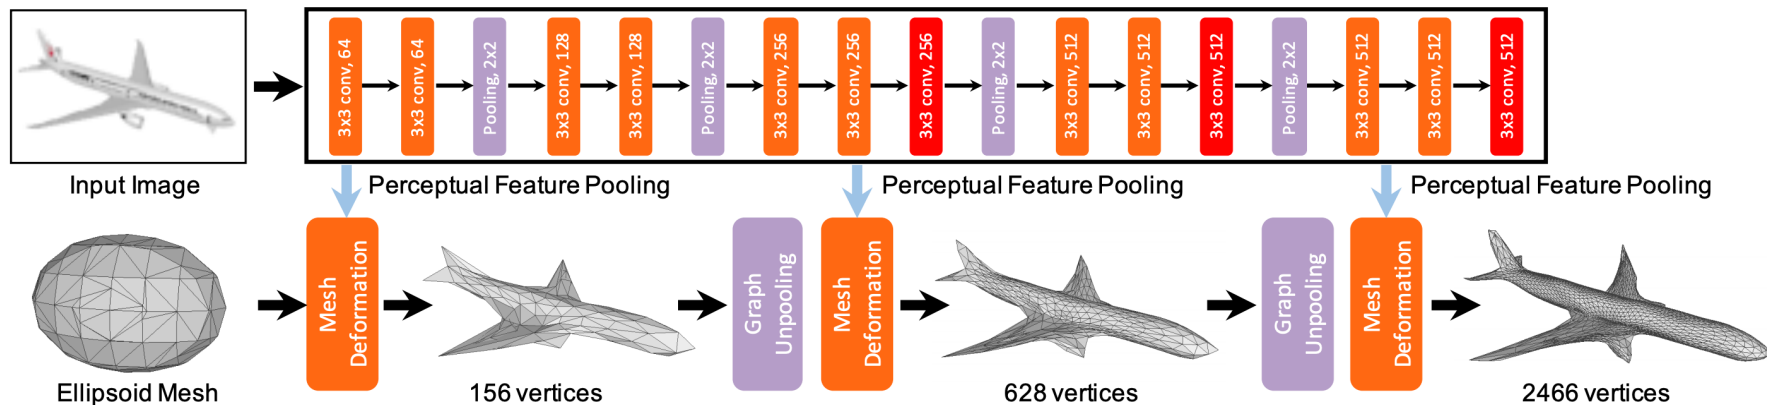 3x3 conv, 64
3x3 conv, 64
Pooling, 2x2
3x3 conv, 128
3x3 conv, 128
Pooling, 2x2
3x3 conv, 256
3x3 conv, 256
3x3 conv, 256
Pooling, 2x2
3x3 conv, 512
3x3 conv, 512
3x3 conv, 512
Pooling, 2x2
3x3 conv, 512
3x3 conv, 512
3x3 conv, 512
Input Image
Perceptual Feature Pooling
Perceptual Feature Pooling
Perceptual Feature Pooling
Mesh
Deformation
Graph
Unpooling
Mesh
Deformation
Graph
Unpooling
Mesh
Deformation
Ellipsoid Mesh
156 vertices
628 vertices
2466 vertices